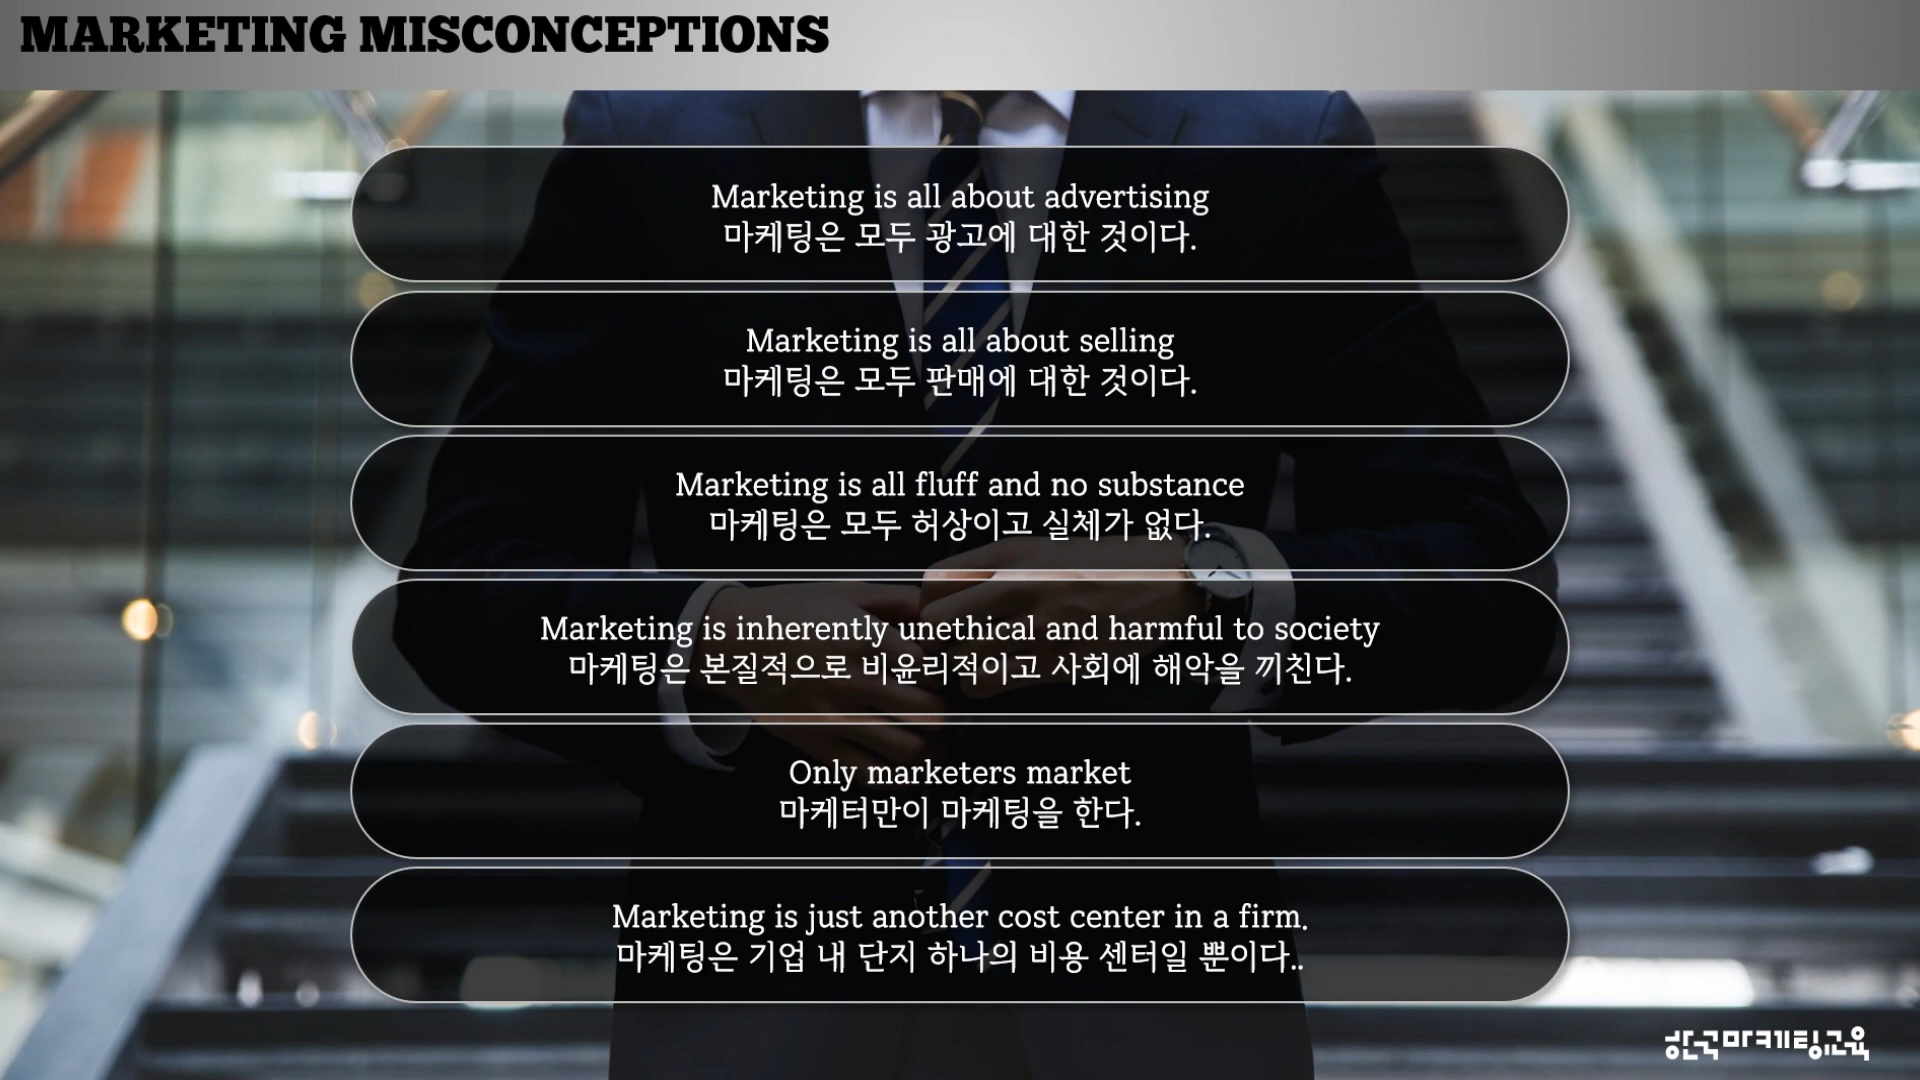 MARKETING MISCONCEPTIONS
Marketing is all about advertising
마케팅은 모두 광고에 대한 것이다.
Marketing is all about selling
마케팅은 모두 판매에 대한 것이다.
Marketing is all fluff and no substance
마케팅은 모두 허상이고 실체가 없다.
Marketing is inherently unethical and harmful to society
마케팅은 본질적으로 비윤리적이고 사회에 해악을 끼친다.
Only marketers market
마케터만이 마케팅을 한다.
Marketing is just another cost center in a firm.
마케팅은 기업 내 단지 하나의 비용 센터일 뿐이다..
한국마케팅교육